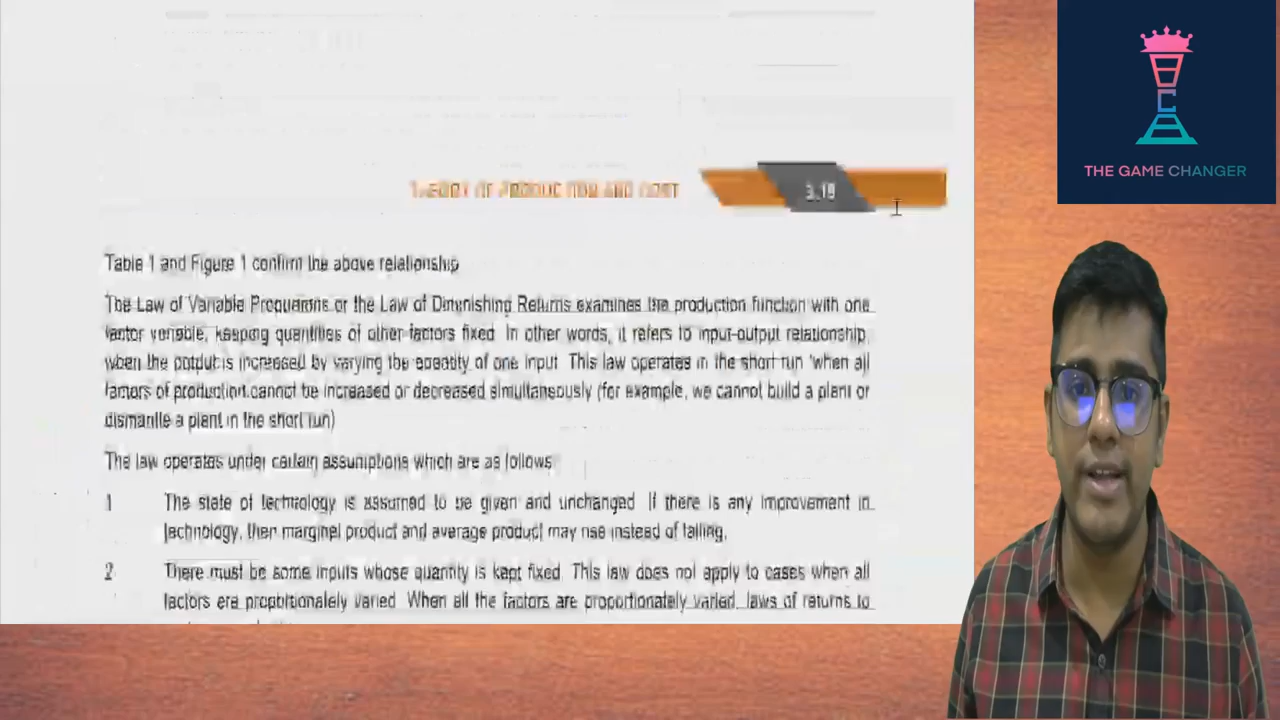 THEORY OF PRODUCTION AND COST
3.19
THE GAME CHANGER
Table 1 and Figure 1 confirm the above relationship
The Law of Variable Proportions or the Law of Diminishing Returns examines the production function with one
factor variable, keeping quantities of other factors fixed. In other words, it refers to input-output relationship,
when the output is increased by varying the quantity of one input. This law operates in the short run 'when all
factors of production cannot be increased or decreased simultaneously (for example, we cannot build a plant or
dismantle a plant in the short run)
The law operates under certain assumptions which are as follows
1 The state of technology is assumed to be given and unchanged. If there is any improvement in
technology, then marginal product and average product may rise instead of falling.
2 There must be some inputs whose quantity is kept fixed. This law does not apply to cases when all
factors are proportionately varied. When all the factors are proportionately varied, laws of returns to